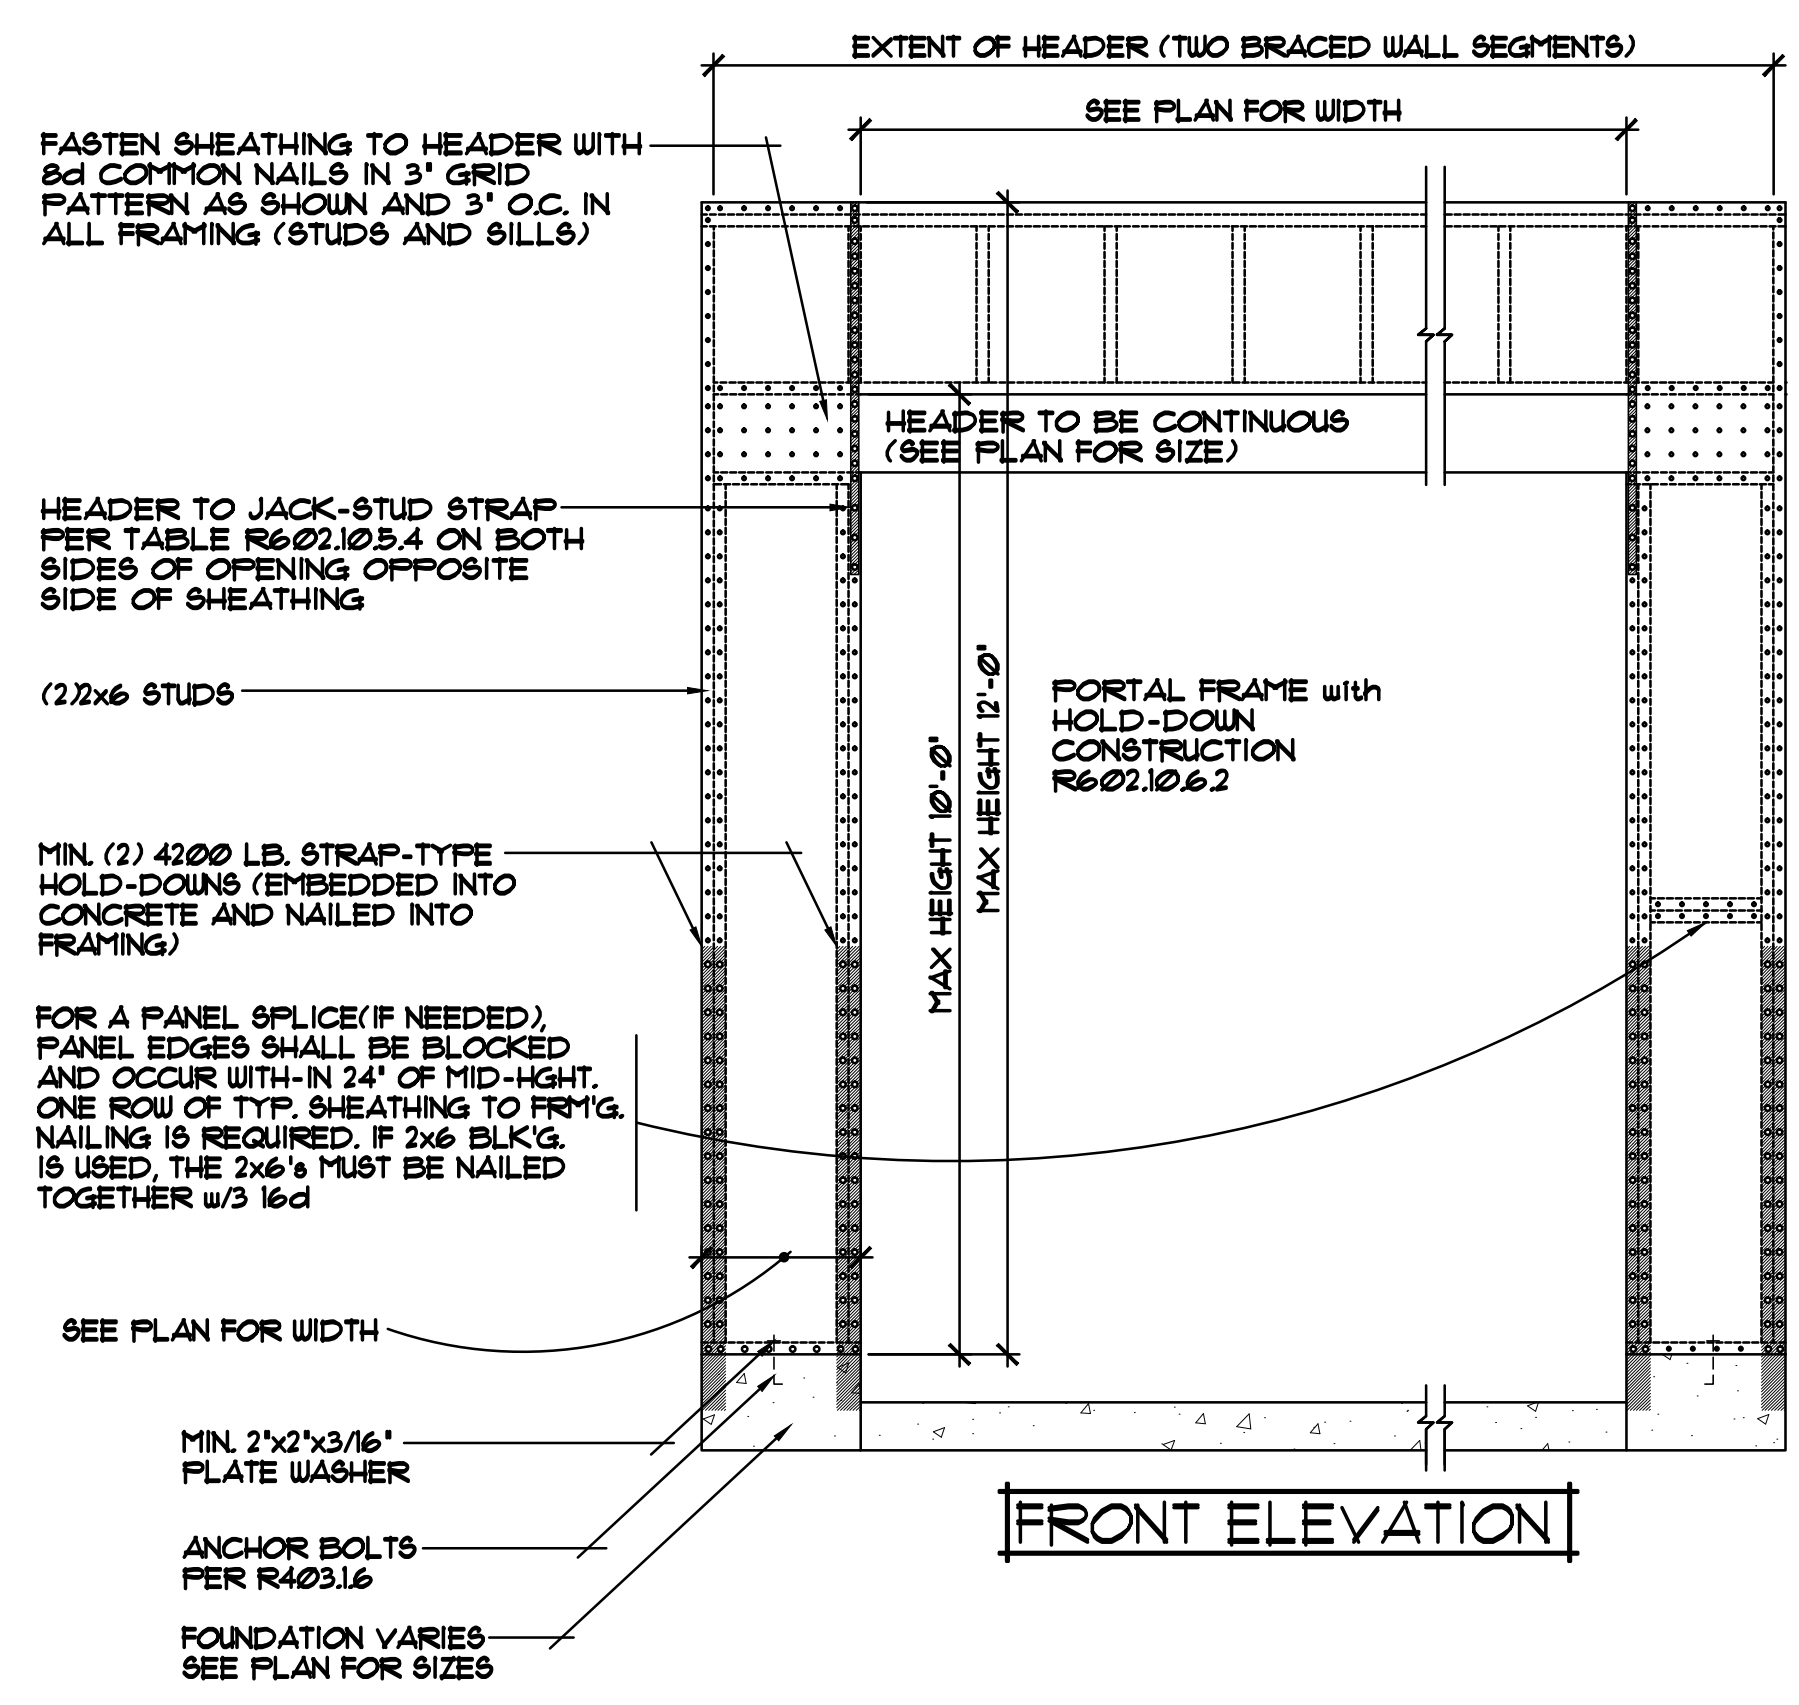 EXTENT OF HEADER (TWO BRACED WALL SEGMENTS)
SEE PLAN FOR WIDTH
FASTEN SHEATHING TO HEADER WITH
8d COMMON NAILS IN 3" GRID
PATTERN AS SHOWN AND 3" O.C. IN
ALL FRAMING (STUDS AND SILLS)
HEADER TO BE CONTINUOUS
(SEE PLAN FOR SIZE)
HEADER TO JACK-STUD STRAP
PER TABLE R602.10.5.4 ON BOTH
SIDES OF OPENING OPPOSITE
SIDE OF SHEATHING
(2)2x6 STUDS
PORTAL FRAME with
HOLD-DOWN
CONSTRUCTION
R602.10.6.2
MAX HEIGHT 10'-0"
MAX HEIGHT 12'-0"
MIN. (2) 4200 LB. STRAP-TYPE
HOLD-DOWNS (EMBEDDED INTO
CONCRETE AND NAILED INTO
FRAMING)
FOR A PANEL SPLICE(IF NEEDED),
PANEL EDGES SHALL BE BLOCKED
AND OCCUR WITH-IN 24" OF MID-HGHT.
ONE ROW OF TYP. SHEATHING TO FRM'G.
NAILING IS REQUIRED. IF 2x6 BLK'G.
IS USED, THE 2x6's MUST BE NAILED
TOGETHER w/3 16d
SEE PLAN FOR WIDTH
MIN. 2"x2"x3/16"
PLATE WASHER
ANCHOR BOLTS
PER R403.1.6
FOUNDATION VARIES
SEE PLAN FOR SIZES
FRONT ELEVATION